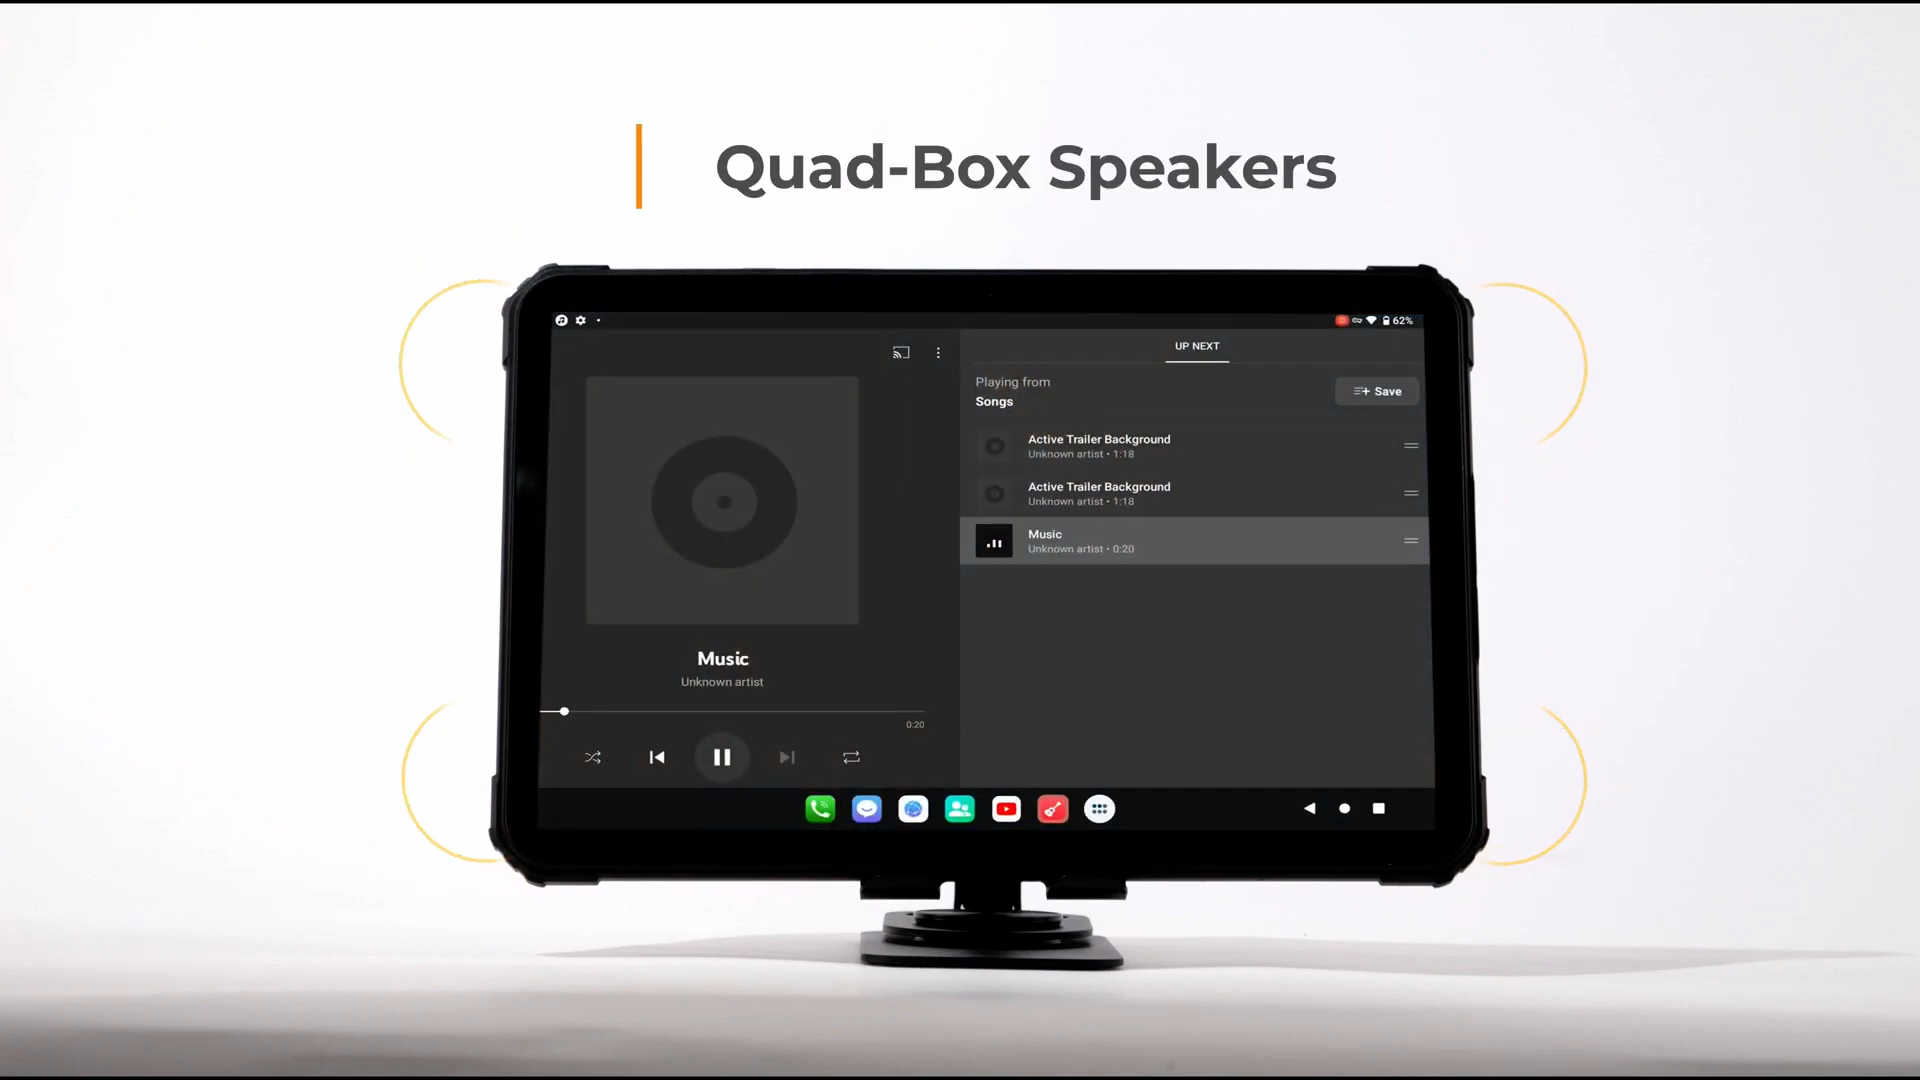 Quad-Box Speakers
62%
UP NEXT
Playing from
Songs
Save
Active Trailer Background
Unknown artist • 1:18
Active Trailer Background
Unknown artist • 1:18
Music
Unknown artist • 0:20
Music
Unknown artist
0:20